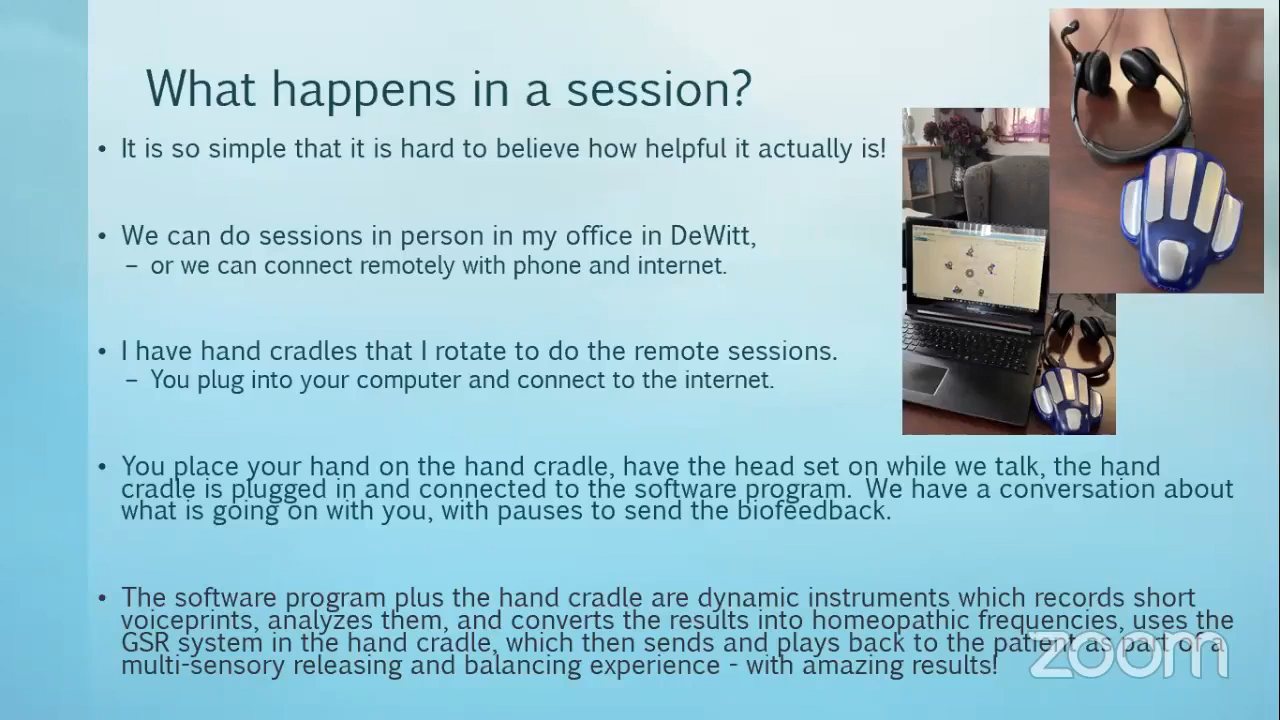 What happens in a session?
• It is so simple that it is hard to believe how helpful it actually is!
• We can do sessions in person in my office in DeWitt,
– or we can connect remotely with phone and internet.
• I have hand cradles that I rotate to do the remote sessions.
– You plug into your computer and connect to the internet.
• You place your hand on the hand cradle, have the head set on while we talk, the hand
cradle is plugged in and connected to the software program. We have a conversation about
what is going on with you, with pauses to send the biofeedback.
• The software program plus the hand cradle are dynamic instruments which records short
voiceprints, analyzes them, and converts the results into homeopathic frequencies, uses the
GSR system in the hand cradle, which then sends and plays back to the patient as part of a
multi-sensory releasing and balancing experience - with amazing results!
zoom